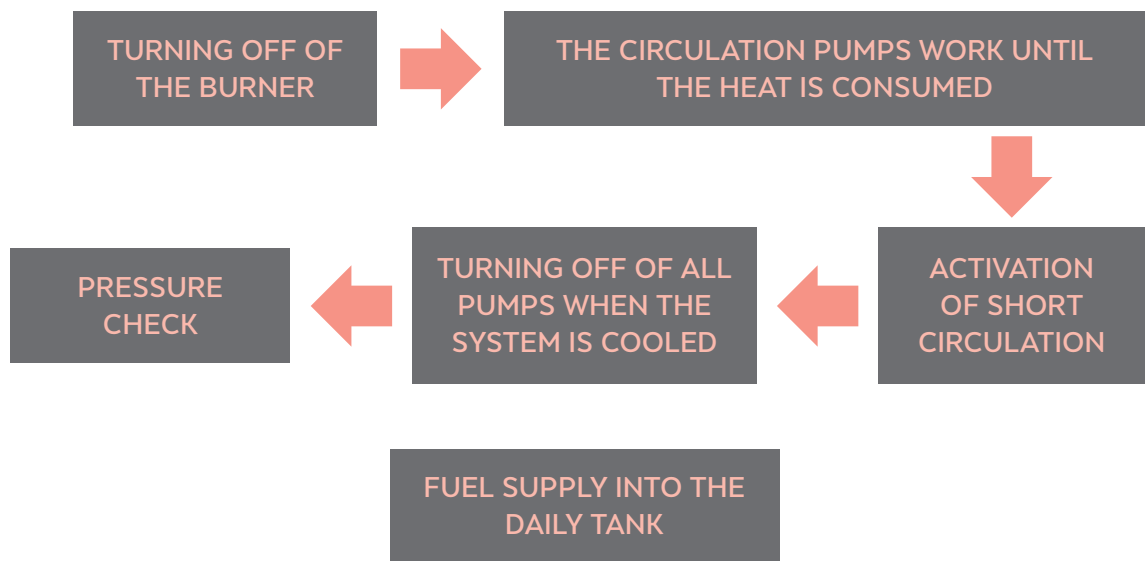 TURNING OFF OF
THE BURNER
THE CIRCULATION PUMPS WORK UNTIL
THE HEAT IS CONSUMED
ACTIVATION
OF SHORT
CIRCULATION
TURNING OFF OF ALL
PUMPS WHEN THE
SYSTEM IS COOLED
PRESSURE
CHECK
FUEL SUPPLY INTO THE
DAILY TANK